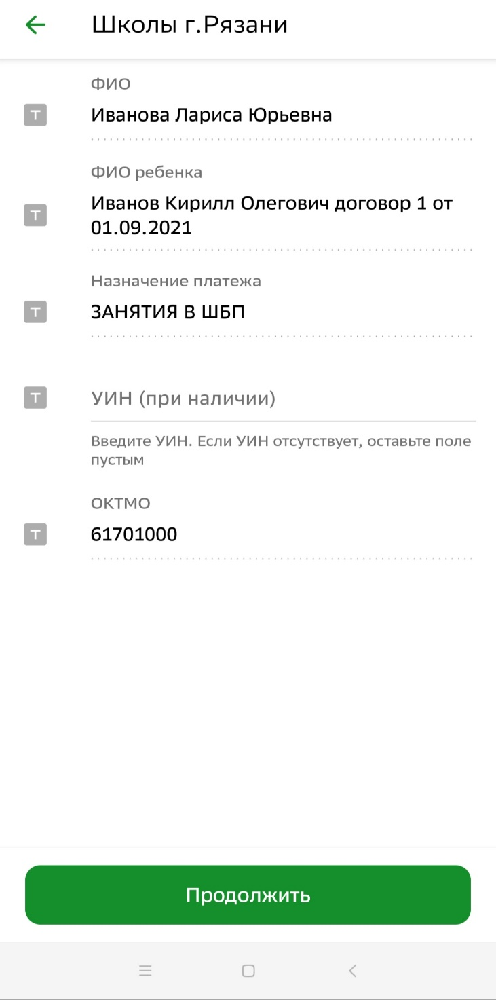 Школы г.Рязани
ФИО
Т
Иванова Лариса Юрьевна
ФИО ребенка
Т
Иванов Кирилл Олегович договор 1 от
01.09.2021
Назначение платежа
Т
ЗАНЯТИЯ В ШБП
Т
УИН (при наличии)
Введите УИН. Если УИН отсутствует, оставьте поле
пустым
ОКТМО
Т
61701000
Продолжить